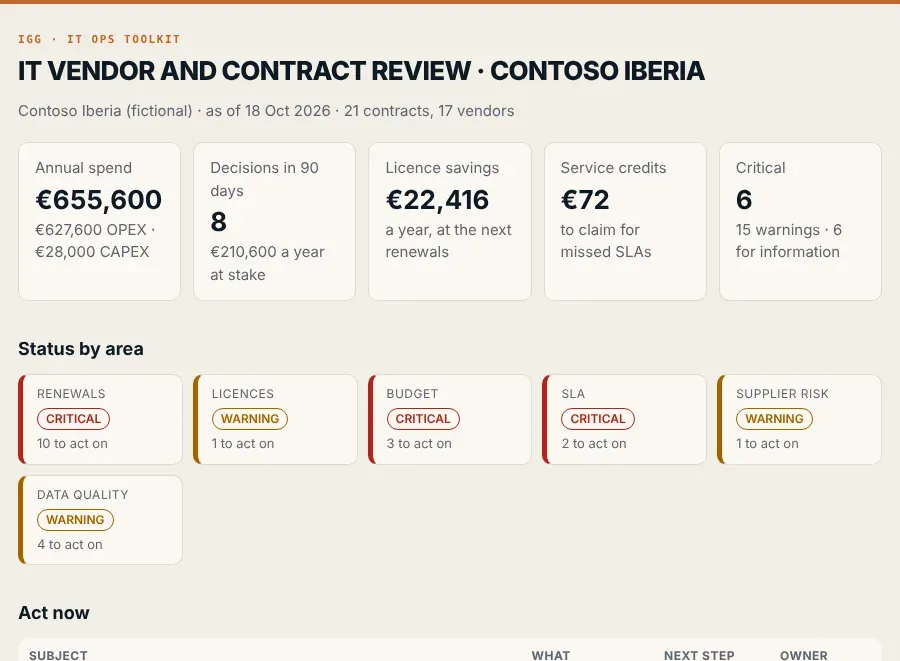 IGG · IT OPS TOOLKIT
IT VENDOR AND CONTRACT REVIEW · CONTOSO IBERIA
Contoso Iberia (fictional) · as of 18 Oct 2026 · 21 contracts, 17 vendors
Annual spend
€655,600
€627,600 OPEX ·
€28,000 CAPEX
Decisions in 90
days
8
€210,600 a year
at stake
Licence savings
€22,416
a year, at the next
renewals
Service credits
€72
to claim for
missed SLAs
Critical
6
15 warnings · 6
for information
Status by area
RENEWALS
CRITICAL
10 to act on
LICENCES
WARNING
1 to act on
BUDGET
CRITICAL
3 to act on
SLA
CRITICAL
2 to act on
SUPPLIER RISK
WARNING
1 to act on
DATA QUALITY
WARNING
4 to act on
Act now
SUBJECT WHAT NEXT STEP OWNER